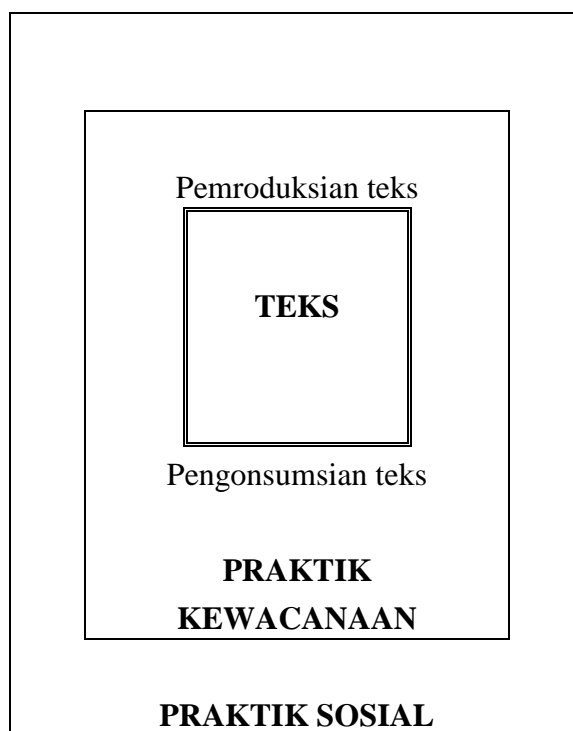 Pemroduksian teks
TEKS
Pengonsumsian teks
PRAKTIK
KEWACANAAN
PRAKTIK SOSIAL